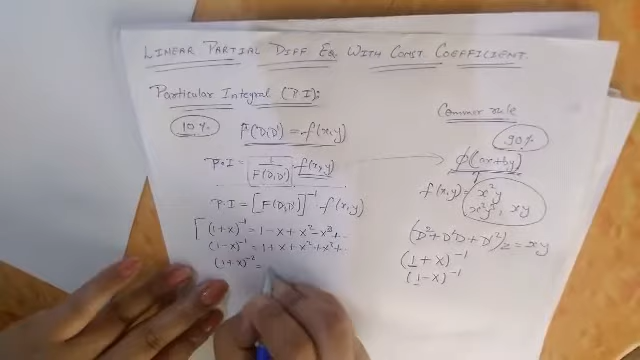 LINEAR PARTIAL DIFF EQ. WITH CONST. COEFFICIENT.
Particular Integral (P.I):
10%
F(D,D') = f(x,y)
P.I = 1/F(D,D') f(x,y)
P.I = [F(D,D')]^-1 f(x,y)
(1+x)^-1 = 1-x+x^2-x^3+...
(1-x)^-1 = 1+x+x^2+x^3+...
(1+x)^-2 =
Common rule
90%
φ(ax+by)
f(x,y) = x^2y
x^2y^2, xy
(D^2+D'D+D'^2)z = xy
(1+x)^-1
(1-x)^-1